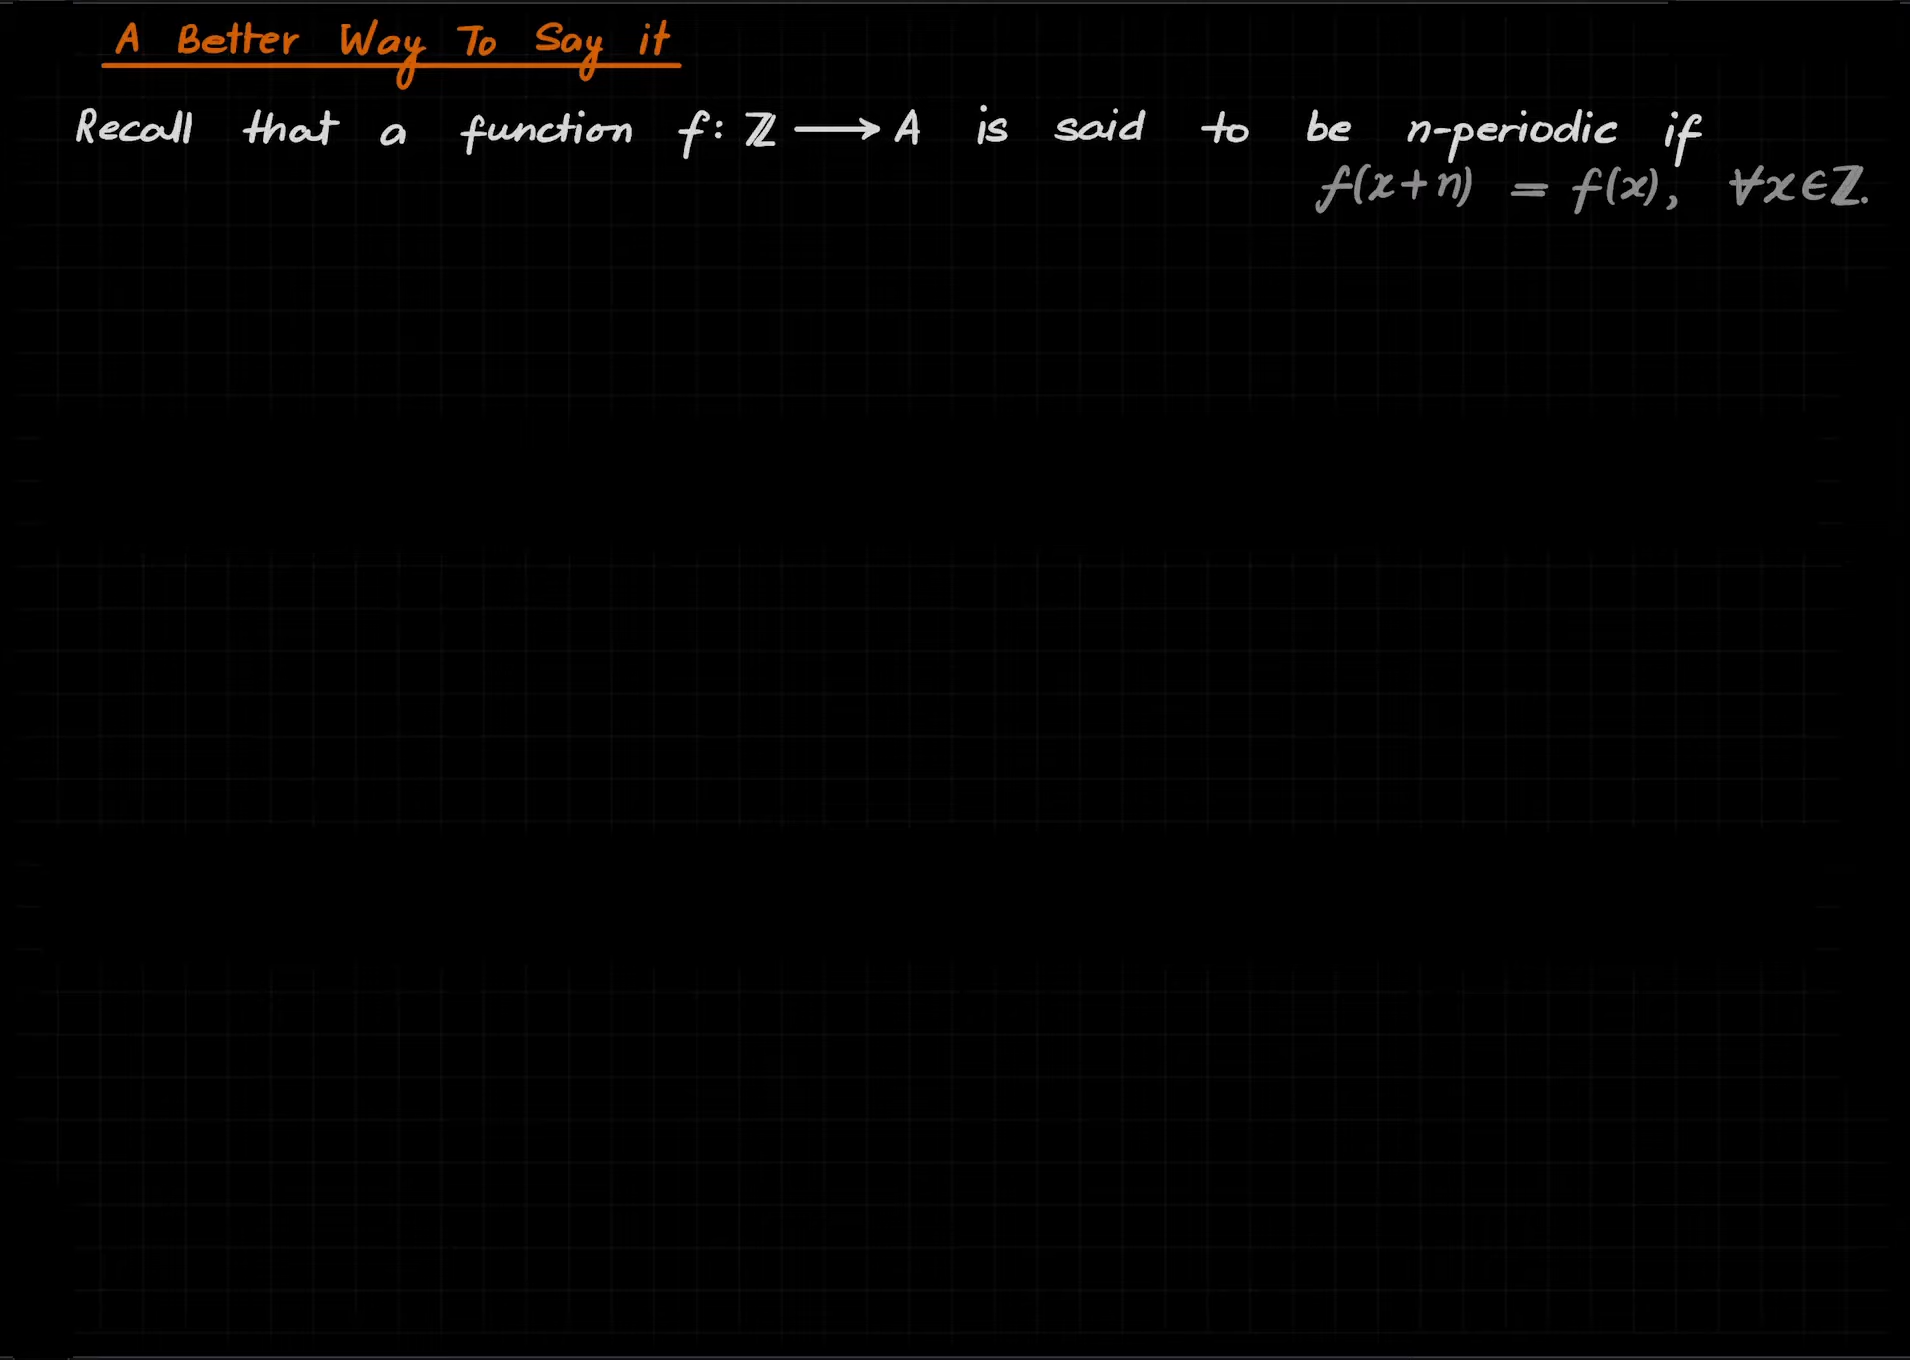 A Better Way To Say it
Recall that a function f: ℤ ⟶ A is said to be n-periodic if
f(x+n) = f(x), ∀x∈ℤ.